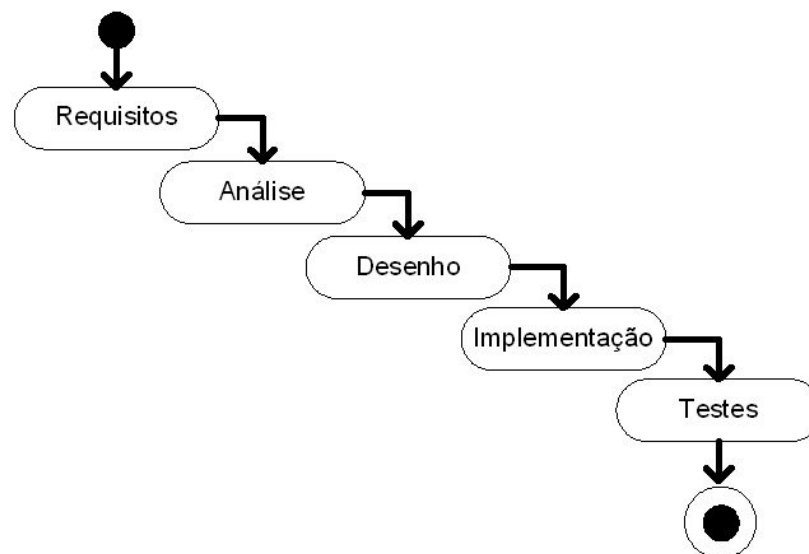 Requisitos
Análise
Desenho
Implementação
Testes